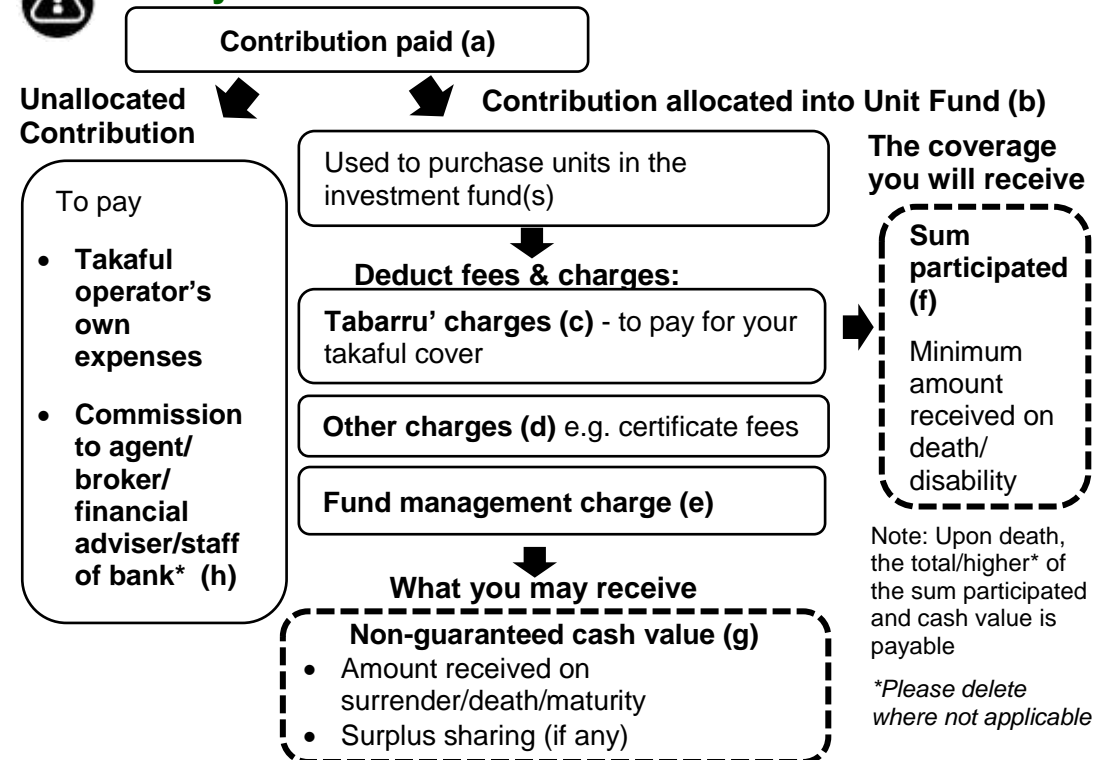 Contribution paid (a)
Unallocated
Contribution
To pay
• Takaful
operator's
own
expenses
• Commission
to agent/
broker/
financial
adviser/staff
of bank* (h)
Contribution allocated into Unit Fund (b)
Used to purchase units in the
investment fund(s)
Deduct fees & charges:
Tabarru' charges (c) - to pay for your
takaful cover
Other charges (d) e.g. certificate fees
Fund management charge (e)
What you may receive
Non-guaranteed cash value (g)
• Amount received on
surrender/death/maturity
• Surplus sharing (if any)
The coverage
you will receive
Sum
participated
(f)
Minimum
amount
received on
death/
disability
Note: Upon death,
the total/higher* of
the sum participated
and cash value is
payable
*Please delete
where not applicable